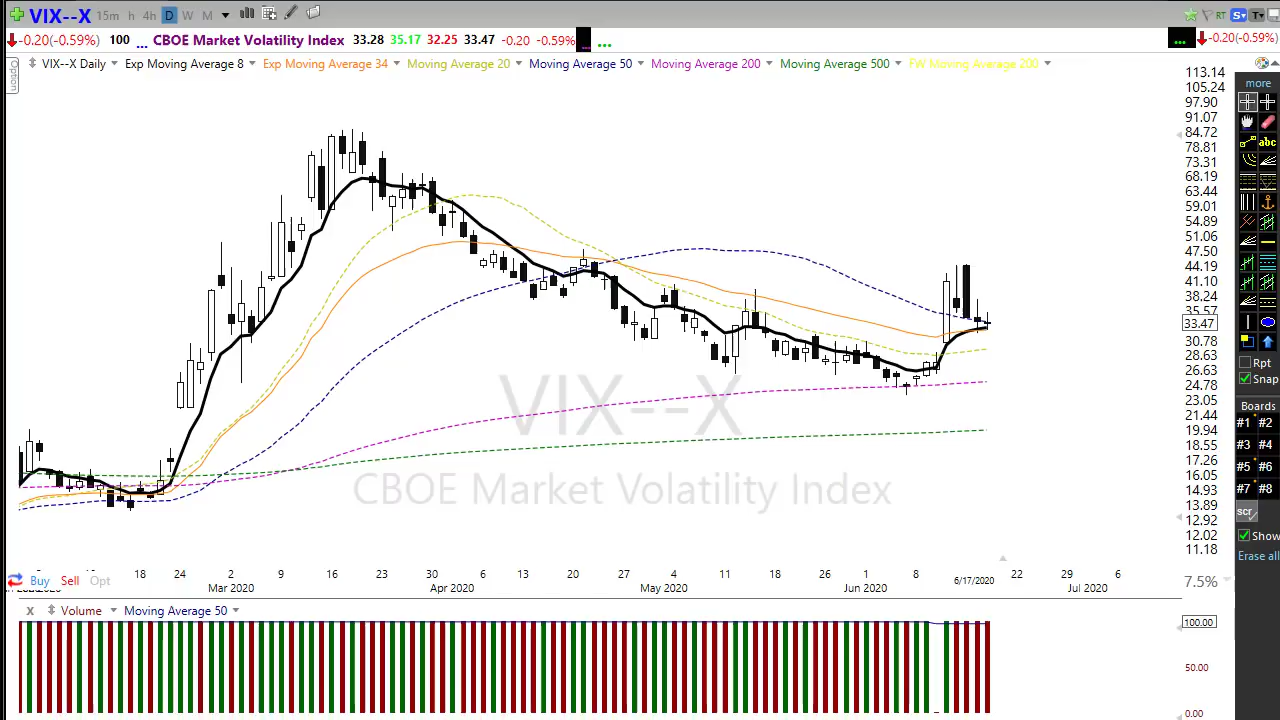 VIX--X 15m h 4h D W M RT S T
-0.20(-0.59%) 100 ... CBOE Market Volatility Index 33.28 35.17 32.25 33.47 -0.20 -0.59% ... ... ... -0.20(-0.59%)
Option
VIX--X Daily Exp Moving Average 8 Exp Moving Average 34 Moving Average 20 Moving Average 50 Moving Average 200 Moving Average 500 FW Moving Average 200
113.14
105.24
97.90
91.07
84.72
78.81
73.31
68.19
63.44
59.01
54.89
51.06
47.50
44.19
41.10
38.24
35.57
33.47
30.78
28.63
26.63
24.78
23.05
21.44
19.94
18.55
17.26
16.05
14.93
13.89
12.92
12.02
11.18
more
abc
Rpt
Snap
Boards
#1 #2
#3 #4
#5 #6
#7 #8
scr
Show
Erase all
VIX--X
CBOE Market Volatility Index
18 24 2 9 16 23 30 6 13 20 27 4 11 18 26 1 8 6/17/2020 22 29 6
Mar 2020 Apr 2020 May 2020 Jun 2020 Jul 2020
Buy Sell Opt
7.5%
X Volume Moving Average 50
100.00
50.00
0.00